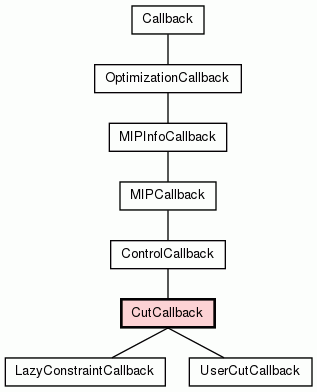 Callback
OptimizationCallback
MIPInfoCallback
MIPCallback
ControlCallback
CutCallback
LazyConstraintCallback
UserCutCallback